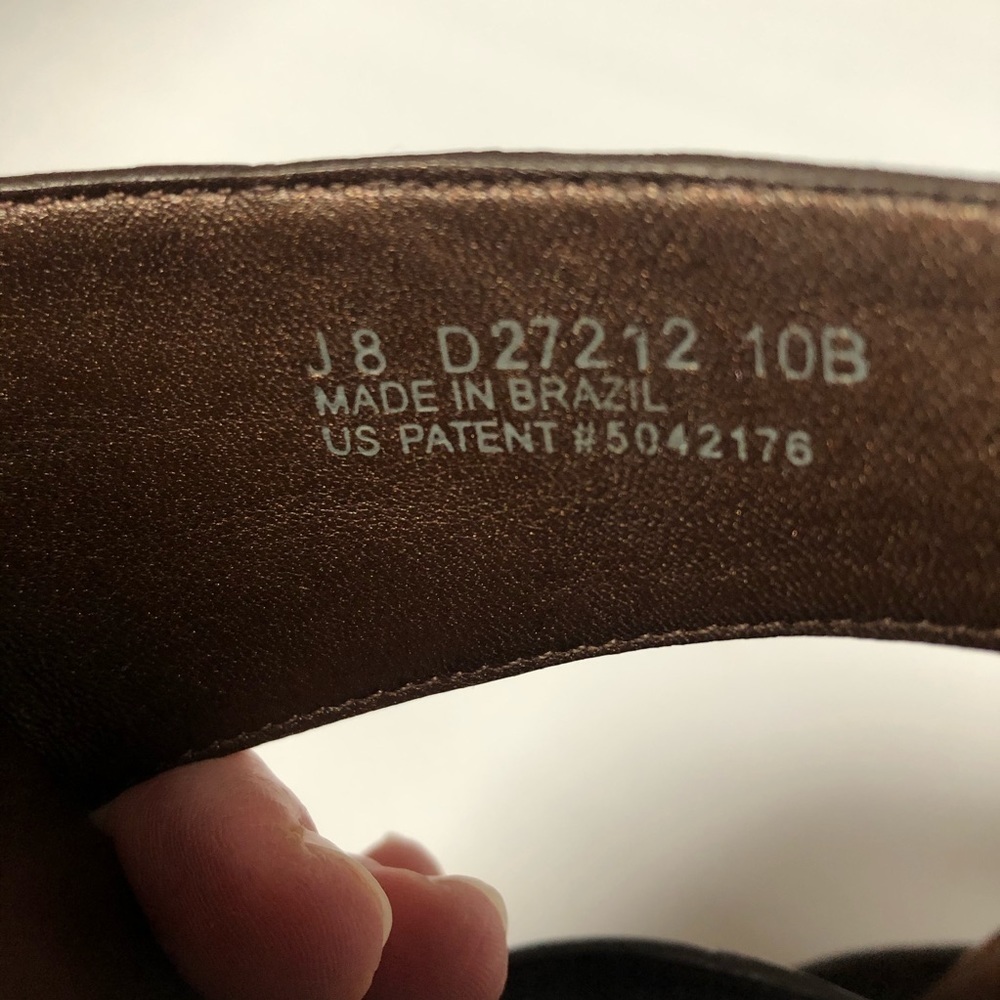 J8 D27212 10B
MADE IN BRAZIL
US PATENT #5042176